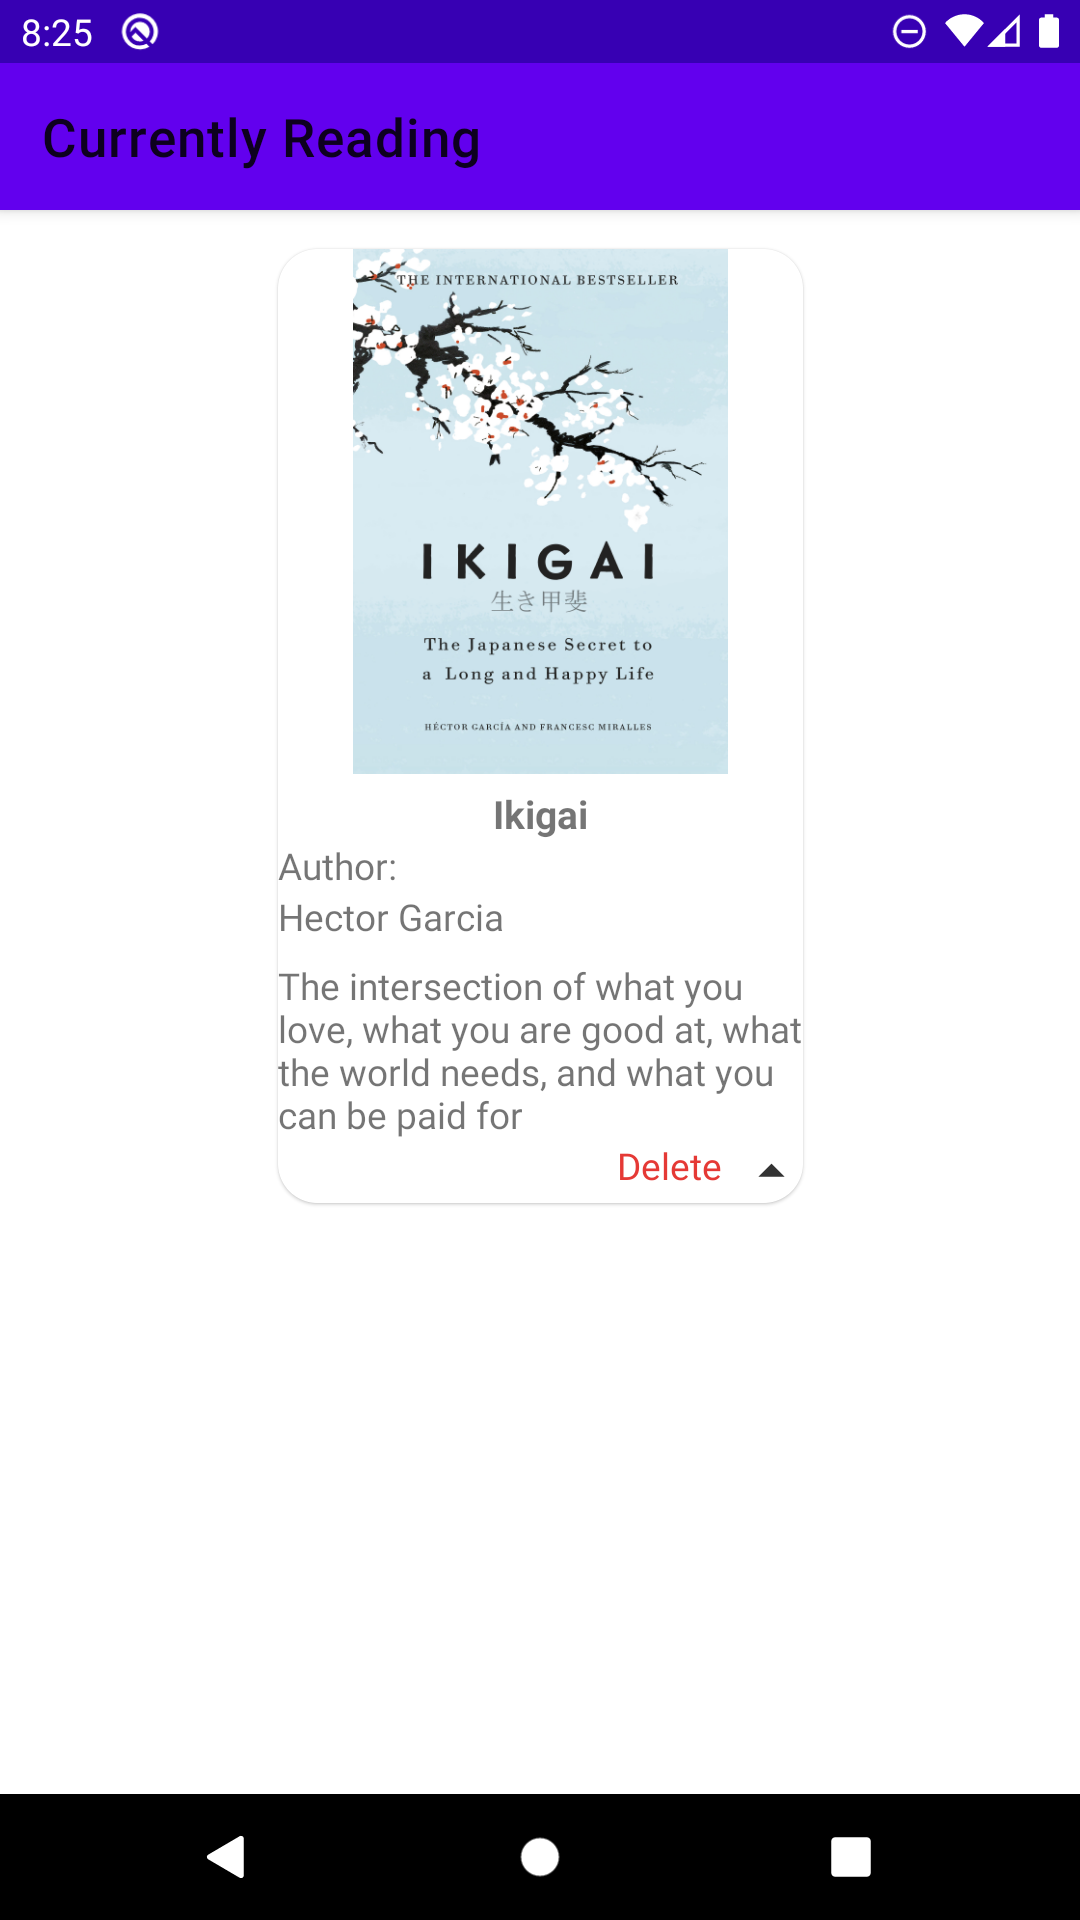 8:25
Currently Reading
THE INTERNATIONAL BESTSELLER
IKIGAI
生き甲斐
The Japanese Secret to
a Long and Happy Life
HÉCTOR GARCÍA AND FRANCESC MIRALLES
Ikigai
Author:
Hector Garcia
The intersection of what you
love, what you are good at, what
the world needs, and what you
can be paid for
Delete